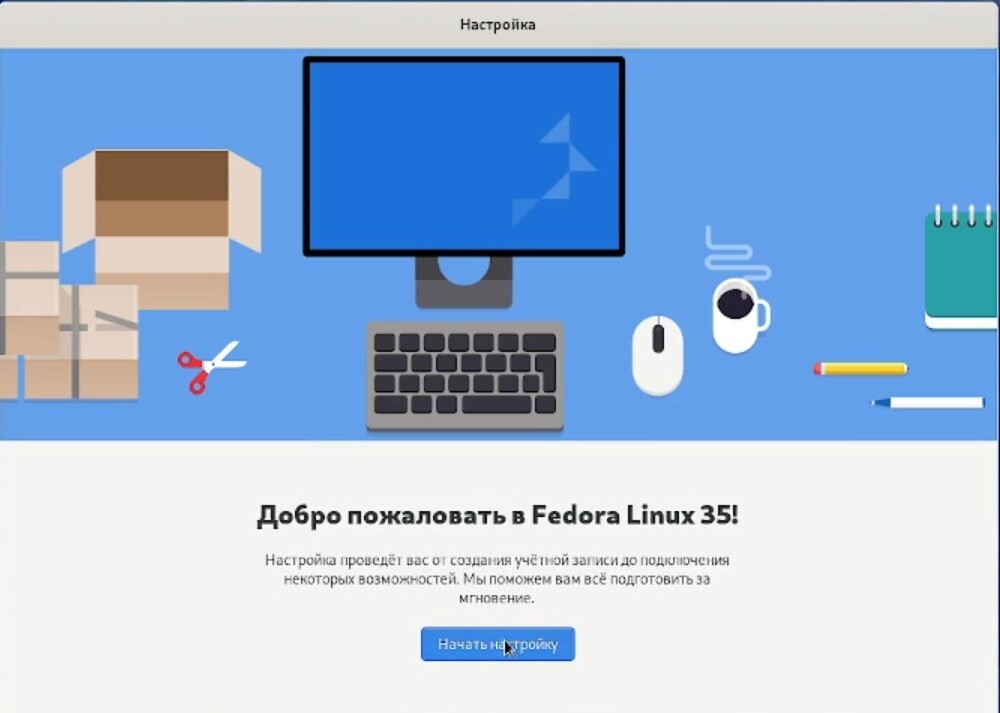 Настройка
Добро пожаловать в Fedora Linux 35!
Настройка проведёт вас от создания учётной записи до подключения
некоторых возможностей. Мы поможем вам всё подготовить за
мгновение.
Начать настройку